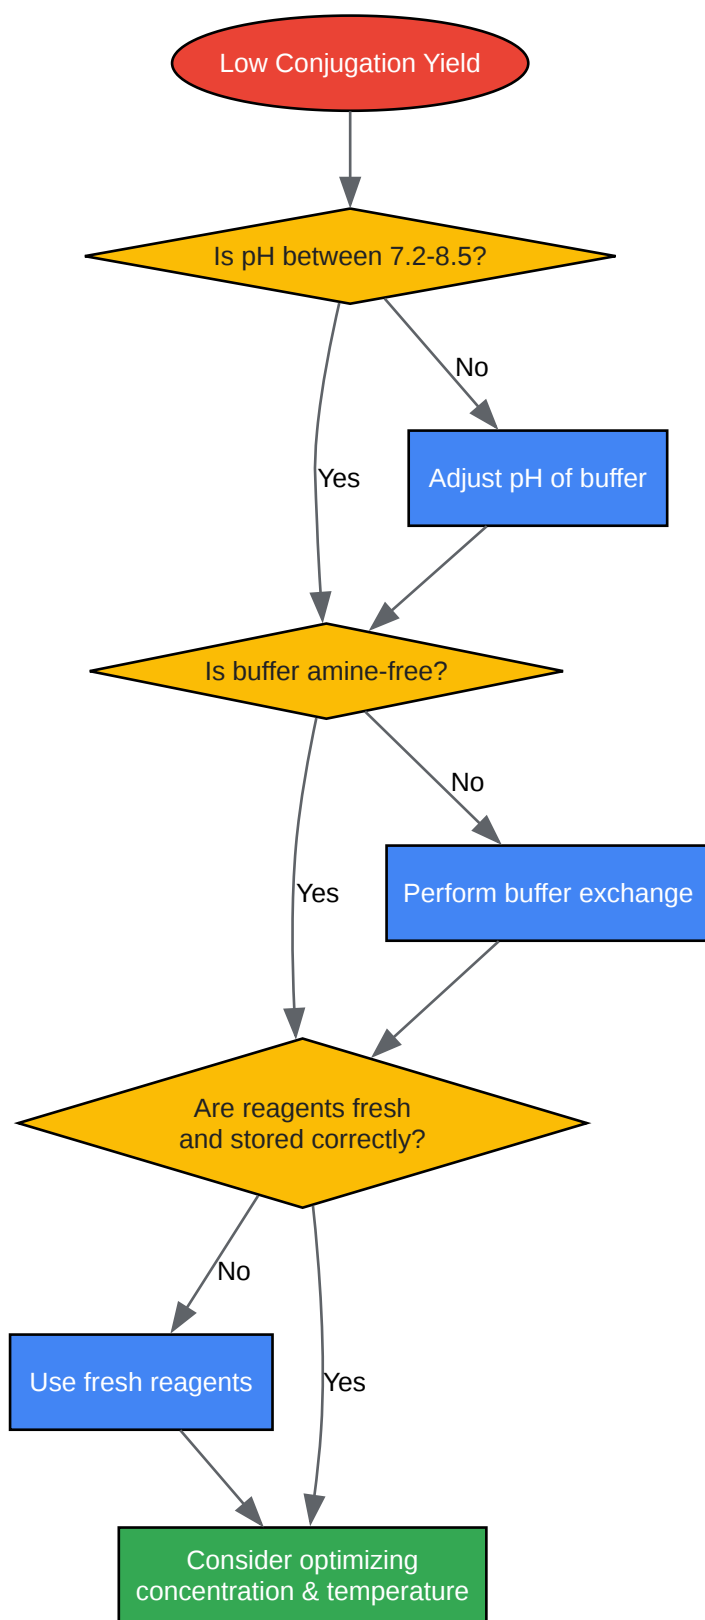 Low Conjugation Yield
Is pH between 7.2-8.5?
No
Yes
Adjust pH of buffer
Is buffer amine-free?
No
Yes
Perform buffer exchange
Are reagents fresh
and stored correctly?
No
Use fresh reagents
Yes
Consider optimizing
concentration & temperature